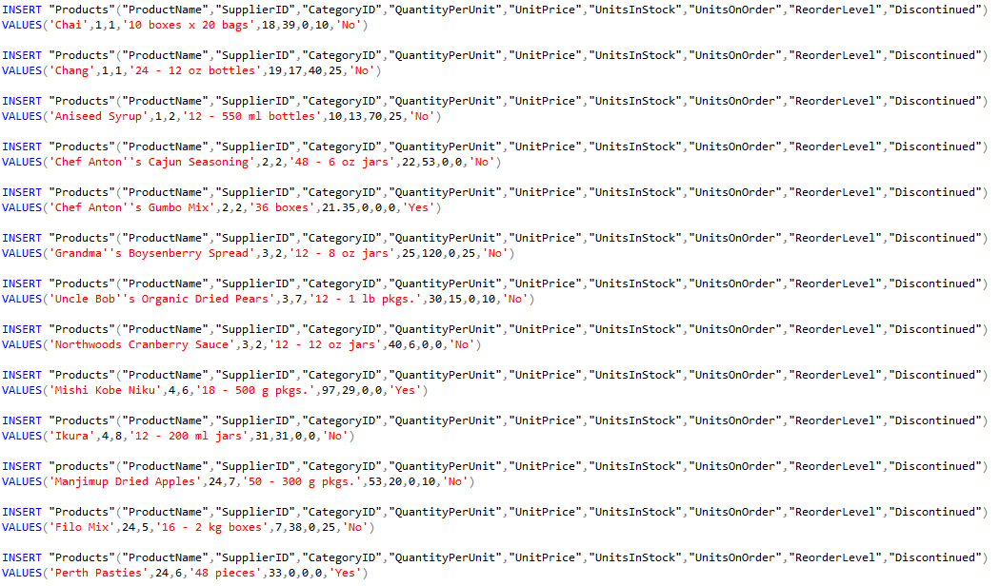 INSERT "Products"("ProductName","SupplierID","CategoryID","QuantityPerUnit","UnitPrice","UnitsInStock","UnitsOnOrder","ReorderLevel","Discontinued")
VALUES('Chai',1,1,'10 boxes x 20 bags',18,39,0,10,'No')
INSERT "Products"("ProductName","SupplierID","CategoryID","QuantityPerUnit","UnitPrice","UnitsInStock","UnitsOnOrder","ReorderLevel","Discontinued")
VALUES('Chang',1,1,'24 - 12 oz bottles',19,17,40,25,'No')
INSERT "Products"("ProductName","SupplierID","CategoryID","QuantityPerUnit","UnitPrice","UnitsInStock","UnitsOnOrder","ReorderLevel","Discontinued")
VALUES('Aniseed Syrup',1,2,'12 - 550 ml bottles',10,13,70,25,'No')
INSERT "Products"("ProductName","SupplierID","CategoryID","QuantityPerUnit","UnitPrice","UnitsInStock","UnitsOnOrder","ReorderLevel","Discontinued")
VALUES('Chef Anton''s Cajun Seasoning',2,2,'48 - 6 oz jars',22,53,0,0,'No')
INSERT "Products"("ProductName","SupplierID","CategoryID","QuantityPerUnit","UnitPrice","UnitsInStock","UnitsOnOrder","ReorderLevel","Discontinued")
VALUES('Chef Anton''s Gumbo Mix',2,2,'36 boxes',21.35,0,0,0,'Yes')
INSERT "Products"("ProductName","SupplierID","CategoryID","QuantityPerUnit","UnitPrice","UnitsInStock","UnitsOnOrder","ReorderLevel","Discontinued")
VALUES('Grandma''s Boysenberry Spread',3,2,'12 - 8 oz jars',25,120,0,25,'No')
INSERT "Products"("ProductName","SupplierID","CategoryID","QuantityPerUnit","UnitPrice","UnitsInStock","UnitsOnOrder","ReorderLevel","Discontinued")
VALUES('Uncle Bob''s Organic Dried Pears',3,7,'12 - 1 lb pkgs.',30,15,0,10,'No')
INSERT "Products"("ProductName","SupplierID","CategoryID","QuantityPerUnit","UnitPrice","UnitsInStock","UnitsOnOrder","ReorderLevel","Discontinued")
VALUES('Northwoods Cranberry Sauce',3,2,'12 - 12 oz jars',40,6,0,0,'No')
INSERT "Products"("ProductName","SupplierID","CategoryID","QuantityPerUnit","UnitPrice","UnitsInStock","UnitsOnOrder","ReorderLevel","Discontinued")
VALUES('Mishi Kobe Niku',4,6,'18 - 500 g pkgs.',97,29,0,0,'Yes')
INSERT "Products"("ProductName","SupplierID","CategoryID","QuantityPerUnit","UnitPrice","UnitsInStock","UnitsOnOrder","ReorderLevel","Discontinued")
VALUES('Ikura',4,8,'12 - 200 ml jars',31,31,0,0,'No')
INSERT "products"("ProductName","SupplierID","CategoryID","QuantityPerUnit","UnitPrice","UnitsInStock","UnitsOnOrder","ReorderLevel","Discontinued")
VALUES('Manjimup Dried Apples',24,7,'50 - 300 g pkgs.',53,20,0,10,'No')
INSERT "Products"("ProductName","SupplierID","CategoryID","QuantityPerUnit","UnitPrice","UnitsInStock","UnitsOnOrder","ReorderLevel","Discontinued")
VALUES('Filo Mix',24,5,'16 - 2 kg boxes',7,38,0,25,'No')
INSERT "Products"("ProductName","SupplierID","CategoryID","QuantityPerUnit","UnitPrice","UnitsInStock","UnitsOnOrder","ReorderLevel","Discontinued")
VALUES('Perth Pasties',24,6,'48 pieces',33,0,0,0,'Yes')